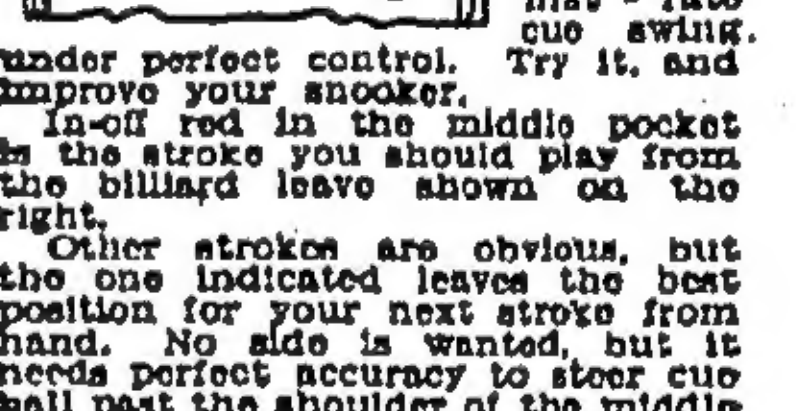 cue swing.
under perfect control. Try it, and
improve your snooker.
In-off red in the middle pocket
is the stroke you should play from
the billiard leave shown on the
right.
Other strokes are obvious, but
the one indicated leaves the best
position for your next stroke from
hand. No side is wanted, but it
needs perfect accuracy to steer cue
ball past the shoulder of the middle